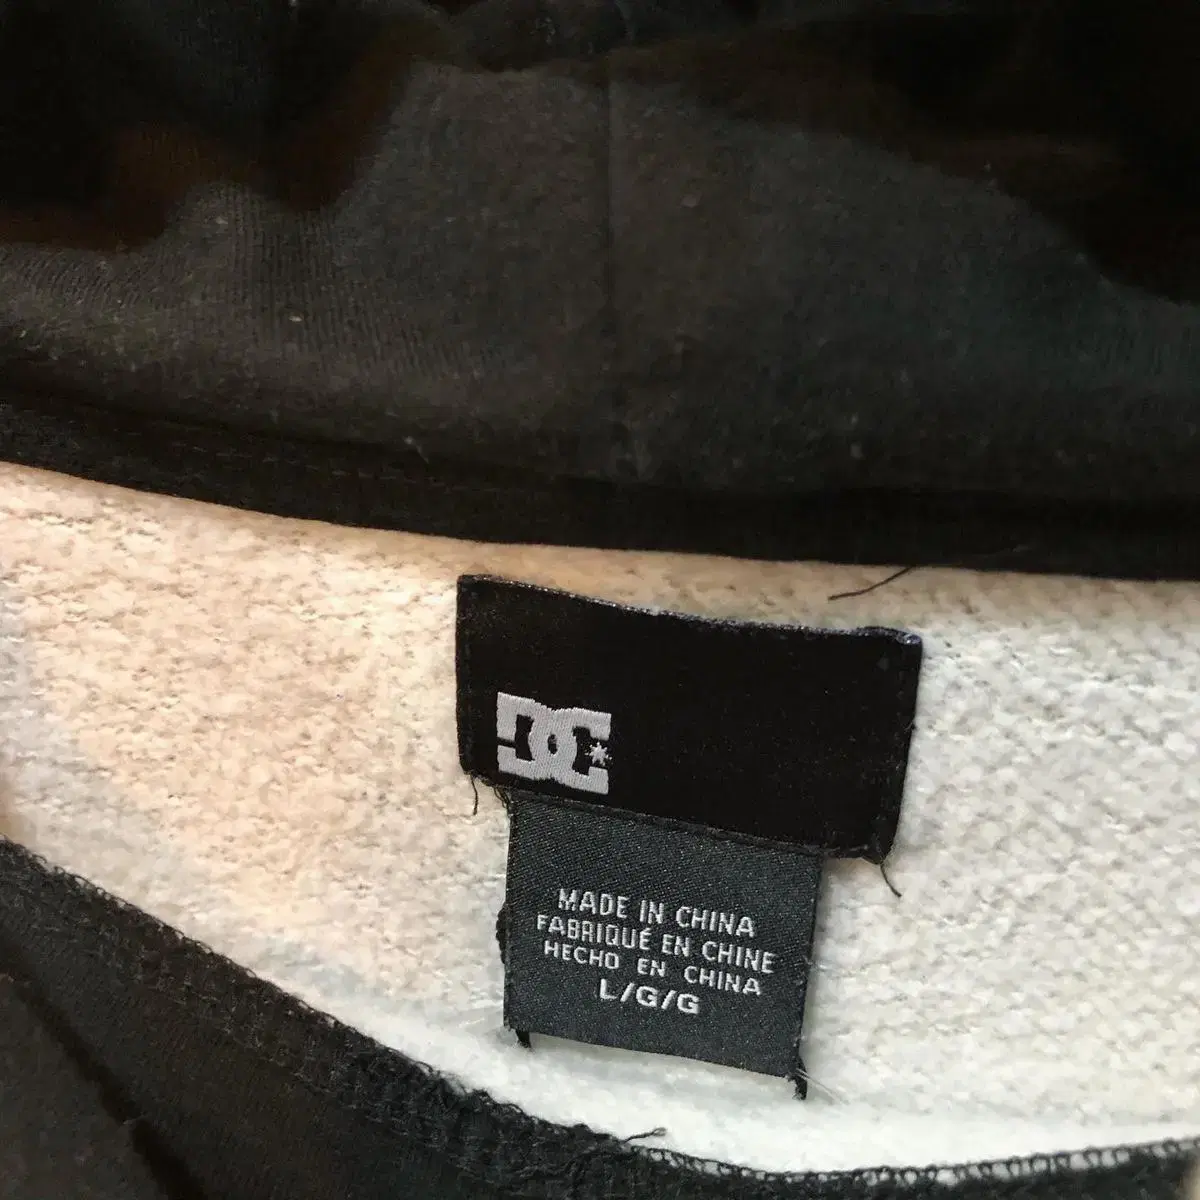 DC
MADE IN CHINA
FABRIQUÉ EN CHINE
HECHO EN CHINA
L/G/G